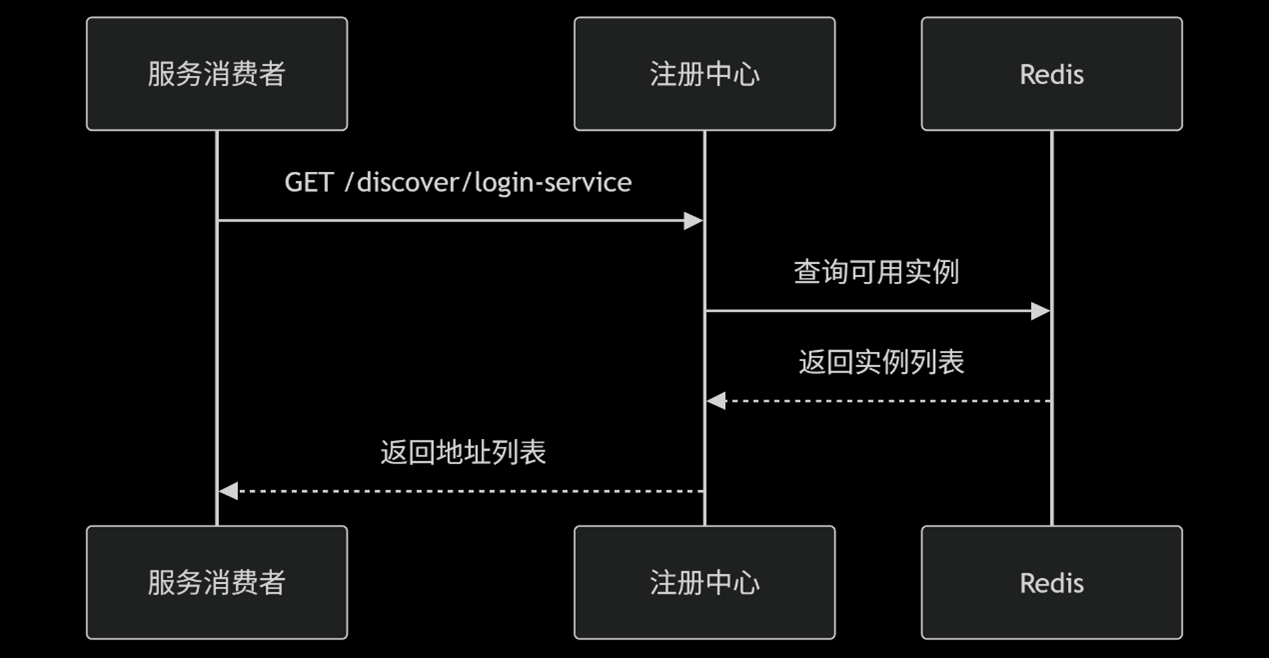 服务消费者
注册中心
Redis
GET /discover/login-service
查询可用实例
返回实例列表
返回地址列表
服务消费者
注册中心
Redis